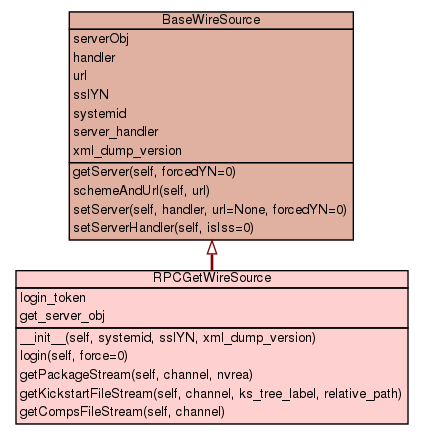 BaseWireSource
serverObj
handler
url
sslYN
systemid
server_handler
xml_dump_version
getServer(self, forcedYN=0)
schemeAndUrl(self, url)
setServer(self, handler, url=None, forcedYN=0)
setServerHandler(self, isIss=0)
RPCGetWireSource
login_token
get_server_obj
__init__(self, systemid, sslYN, xml_dump_version)
login(self, force=0)
getPackageStream(self, channel, nvrea)
getKickstartFileStream(self, channel, ks_tree_label, relative_path)
getCompsFileStream(self, channel)